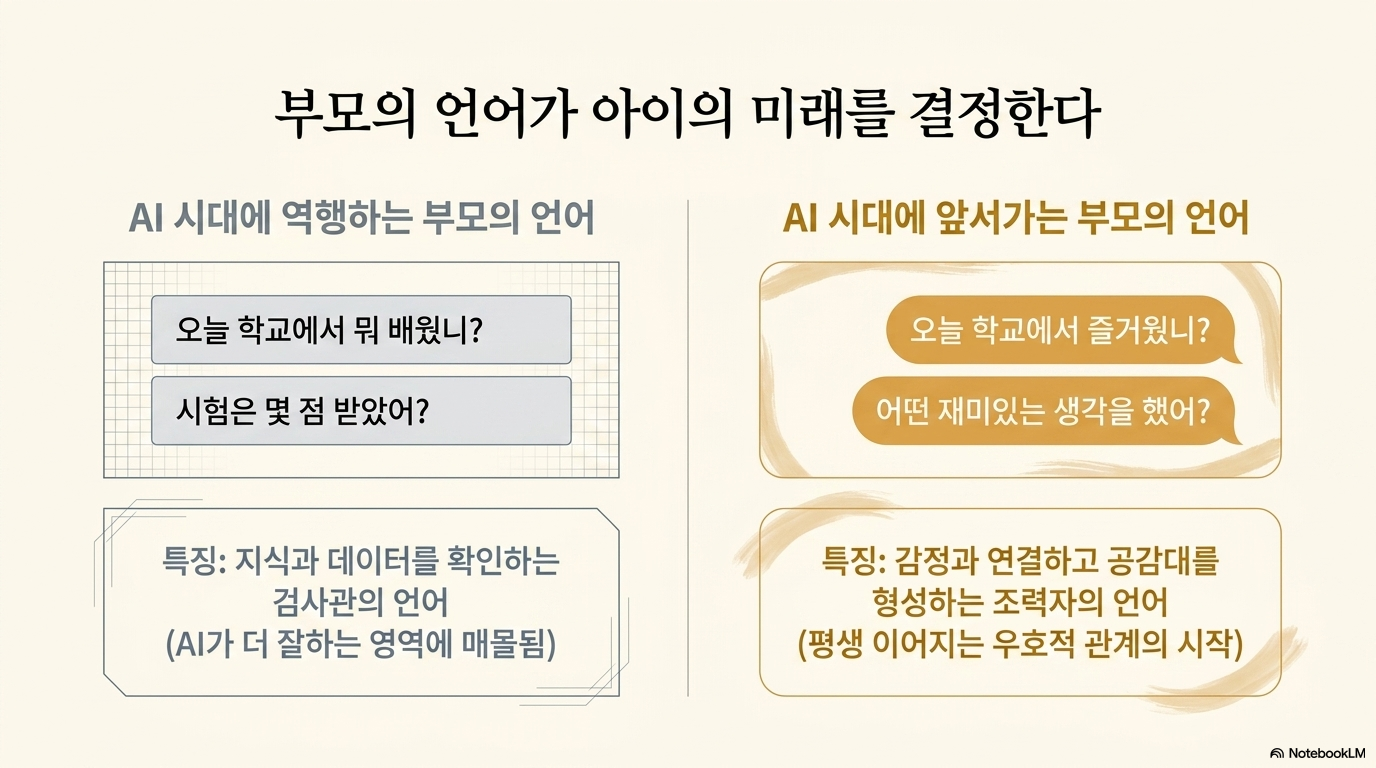 부모의 언어가 아이의 미래를 결정한다
AI 시대에 역행하는 부모의 언어
오늘 학교에서 뭐 배웠니?
시험은 몇 점 받았어?
특징: 지식과 데이터를 확인하는
검사관의 언어
(AI가 더 잘하는 영역에 매몰됨)
AI 시대에 앞서가는 부모의 언어
오늘 학교에서 즐거웠니?
어떤 재미있는 생각을 했어?
특징: 감정과 연결하고 공감대를
형성하는 조력자의 언어
(평생 이어지는 우호적 관계의 시작)
NotebookLM